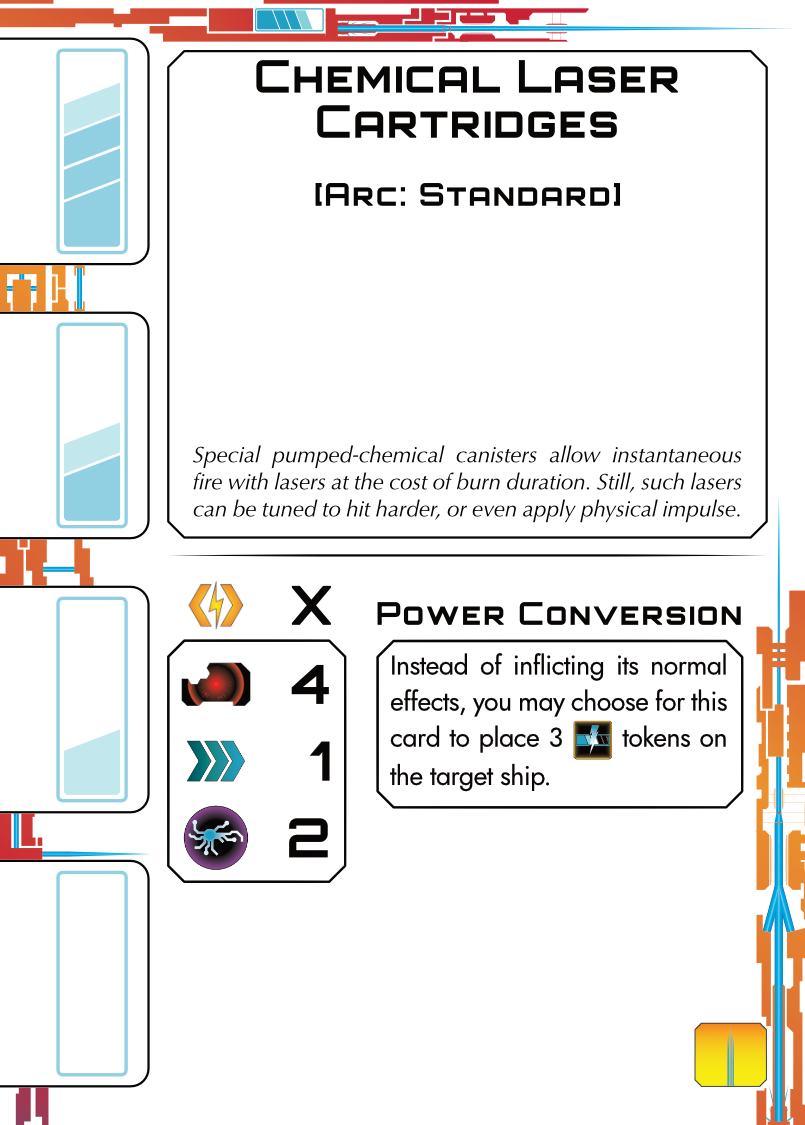 Chemical Laser
Cartridges
[Arc: Standard]
Special pumped-chemical canisters allow instantaneous
fire with lasers at the cost of burn duration. Still, such lasers
can be tuned to hit harder, or even apply physical impulse.
X
4
1
2
Power Conversion
Instead of inflicting its normal
effects, you may choose for this
card to place 3 tokens on
the target ship.